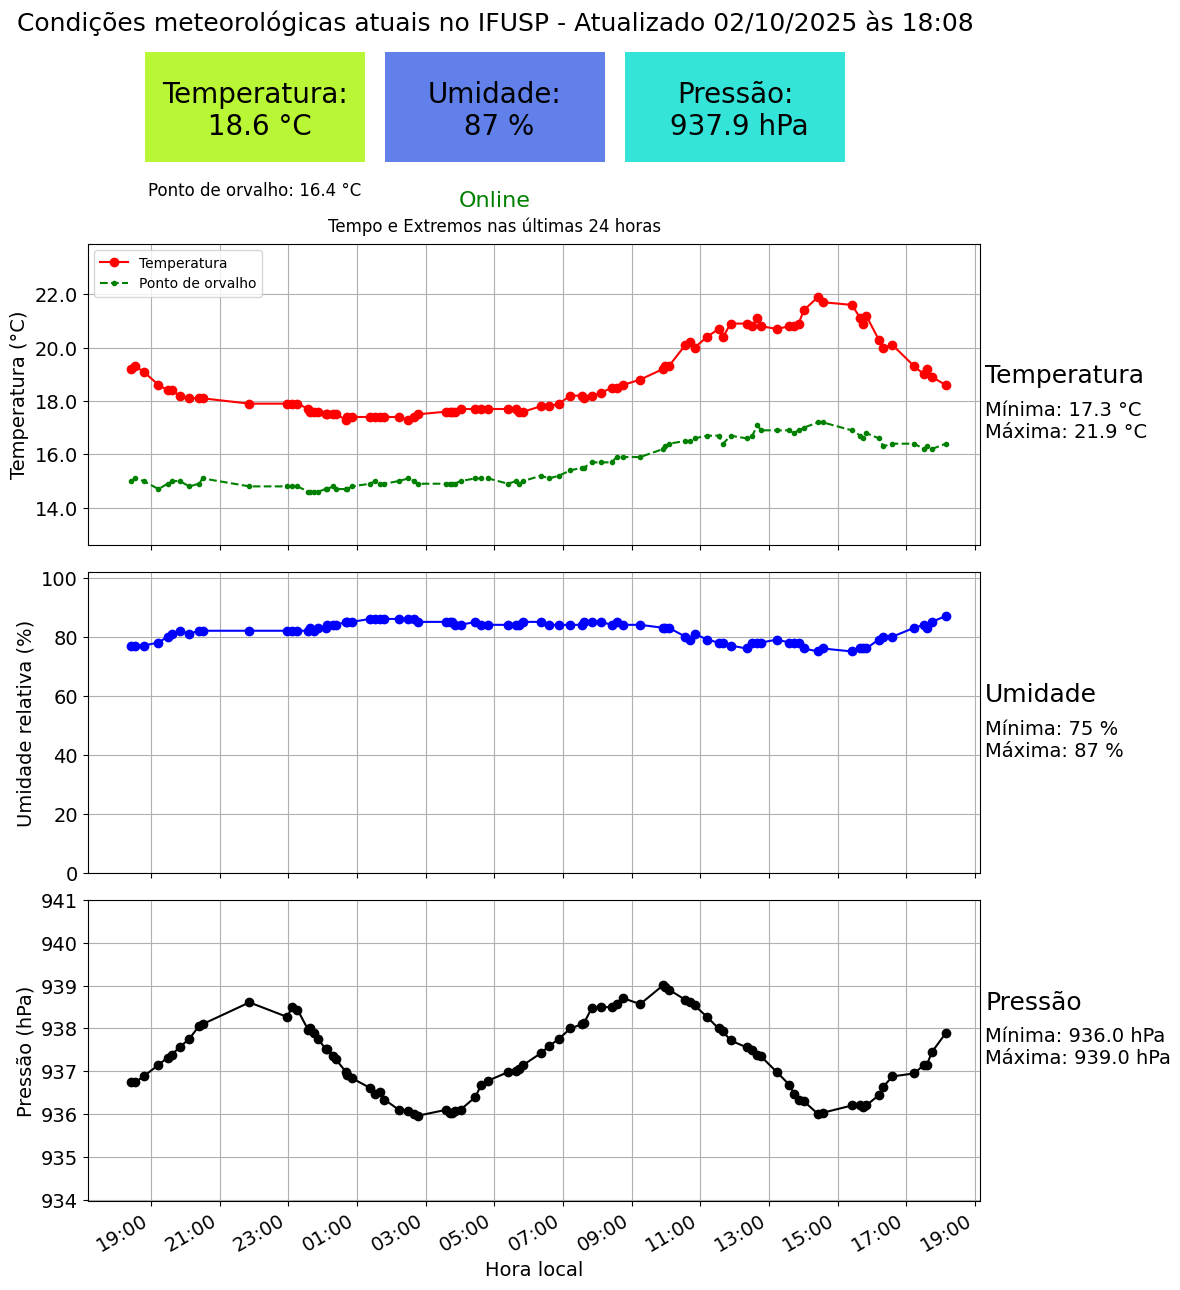 Condições meteorológicas atuais no IFUSP - Atualizado 02/10/2025 às 18:08
Temperatura:
18.6 °C
Umidade:
87 %
Pressão:
937.9 hPa
Ponto de orvalho: 16.4 °C
Online
Tempo e Extremos nas últimas 24 horas
Temperatura
Ponto de orvalho
Temperatura (°C)
22.0
20.0
18.0
16.0
14.0
Temperatura
Mínima: 17.3 °C
Máxima: 21.9 °C
Umidade relativa (%)
100
80
60
40
20
0
Umidade
Mínima: 75 %
Máxima: 87 %
Pressão (hPa)
941
940
939
938
937
936
935
934
Pressão
Mínima: 936.0 hPa
Máxima: 939.0 hPa
19:00
21:00
23:00
01:00
03:00
05:00
07:00
09:00
11:00
13:00
15:00
17:00
19:00
Hora local